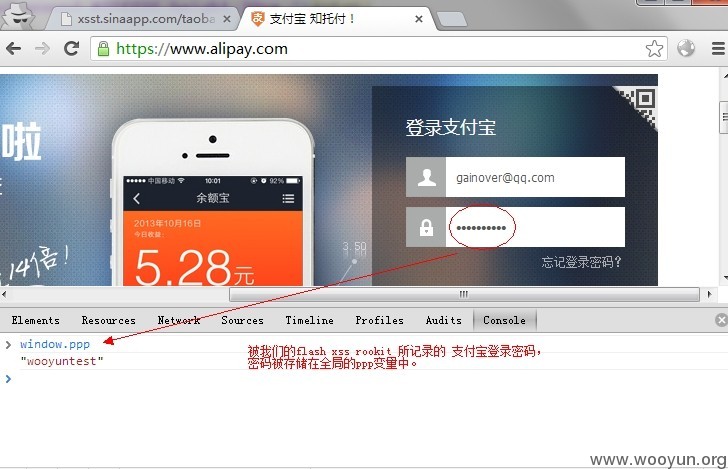 xsst.sinaapp.com/taoba
支付宝 知托付！
https://www.alipay.com
啦
登录支付宝
中国移动
10:01
92%
余额宝
gainover@qq.com
2013年10月16日
今日收益:
5.28元
3.50
.14倍!
忘记登录密码？
Elements Resources Network Sources Timeline Profiles Audits Console
window.ppp
"wooyuntest"
被我们的flash xss rookit 所记录的 支付宝登录密码，
密码被存储在全局的ppp变量中。
www.wooyun.org